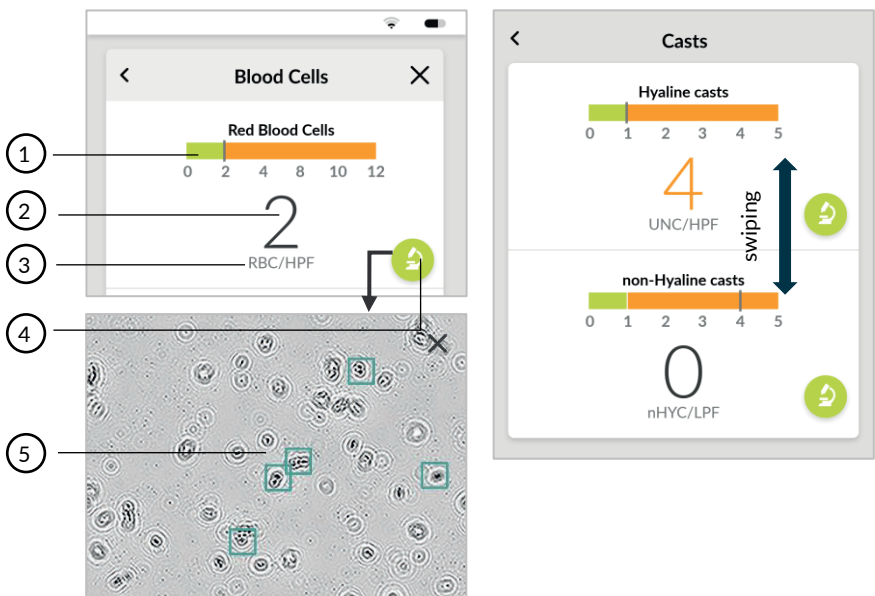 Blood Cells
Red Blood Cells
0 2 4 8 10 12
2
RBC/HPF
1
2
3
4
5
Casts
Hyaline casts
0 1 2 3 4 5
4
UNC/HPF
swiping
non-Hyaline casts
0 1 2 3 4 5
0
nHYC/LPF